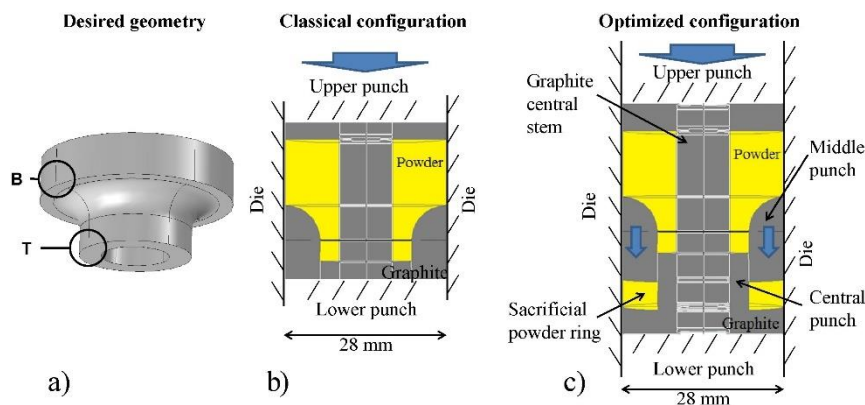 Desired geometry
B
T
a)
Classical configuration
Upper punch
Powder
Die
Die
Graphite
Lower punch
28 mm
b)
Optimized configuration
Upper punch
Graphite
central
stem
Powder
Middle
punch
Die
Die
Sacrificial
powder ring
Central
punch
Graphite
Lower punch
28 mm
c)